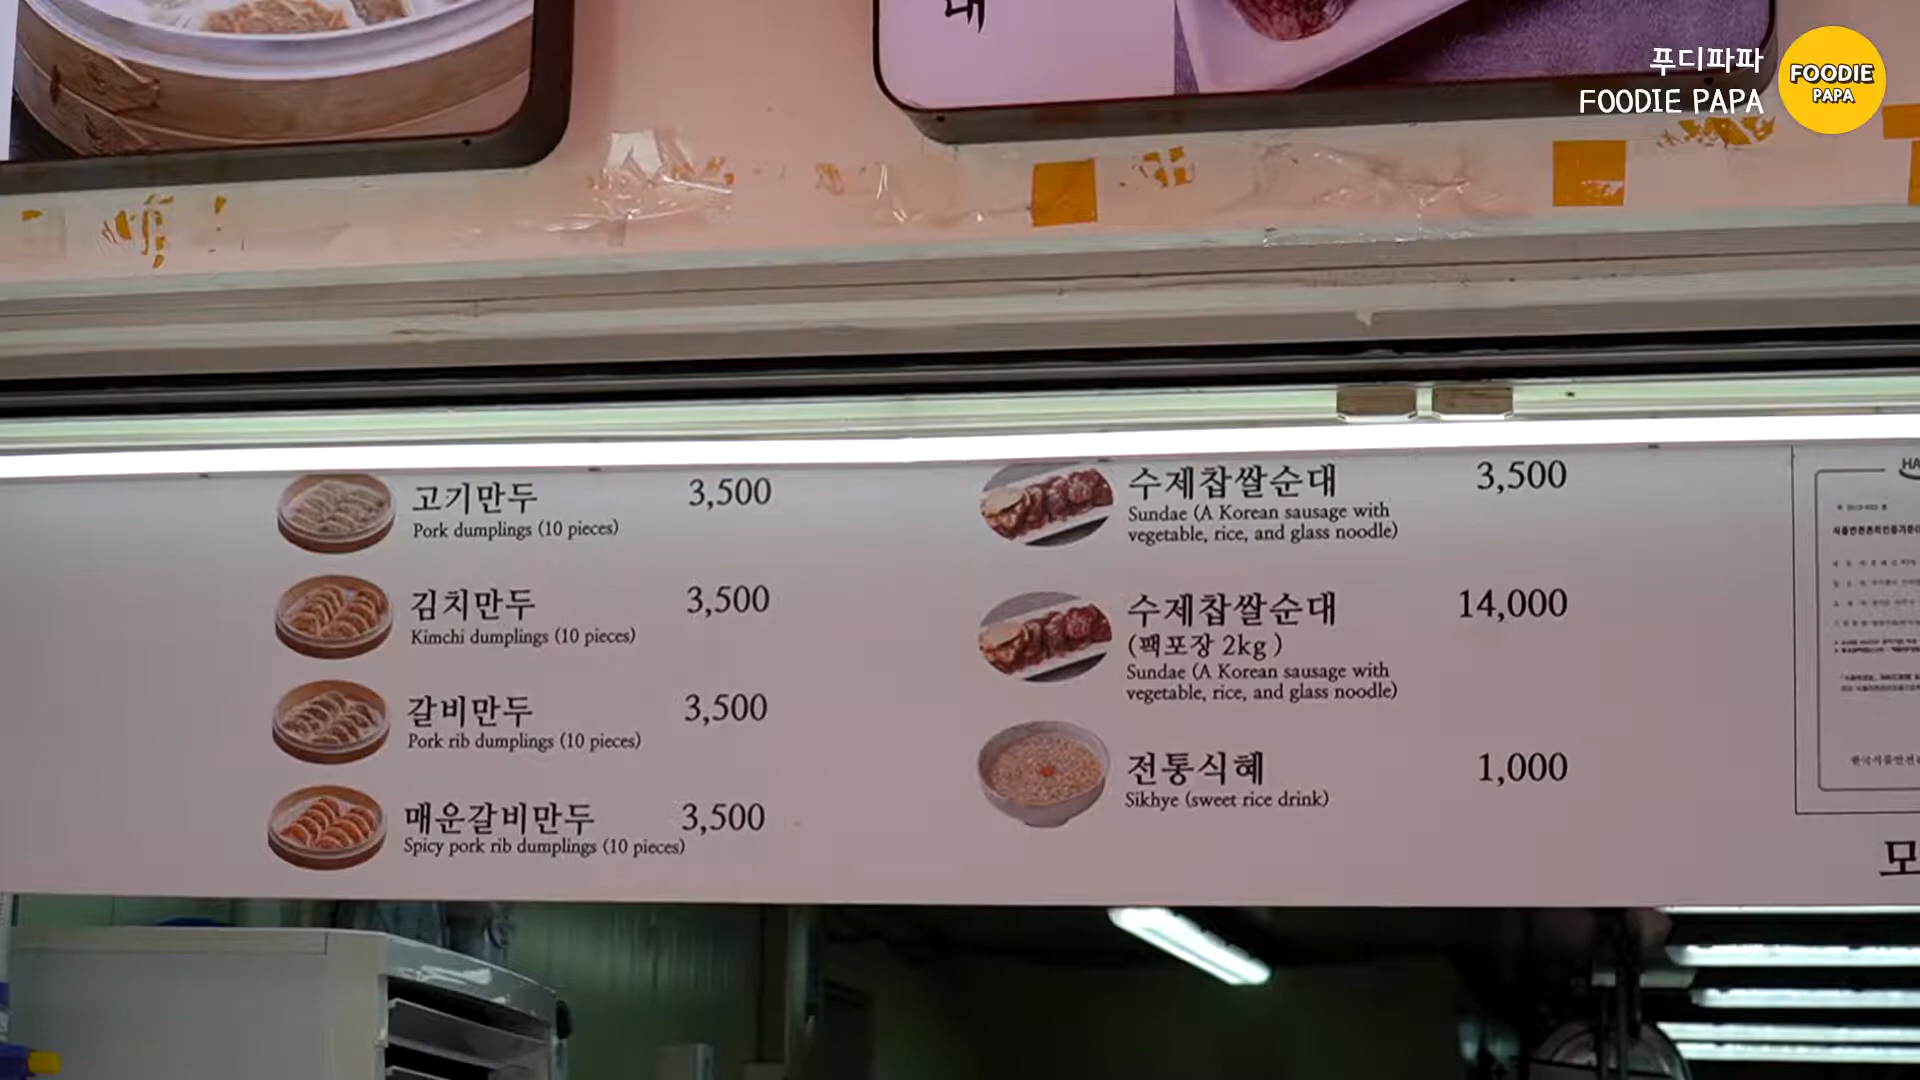 대
푸디파파
FOODIE PAPA
FOODIE
PAPA
고기만두 3,500
Pork dumplings (10 pieces)
김치만두 3,500
Kimchi dumplings (10 pieces)
갈비만두 3,500
Pork rib dumplings (10 pieces)
매운갈비만두 3,500
Spicy pork rib dumplings (10 pieces)
수제찹쌀순대 3,500
Sundae (A Korean sausage with
vegetable, rice, and glass noodle)
수제찹쌀순대 14,000
(팩포장 2kg )
Sundae (A Korean sausage with
vegetable, rice, and glass noodle)
전통식혜 1,000
Sikhye (sweet rice drink)
HA
모